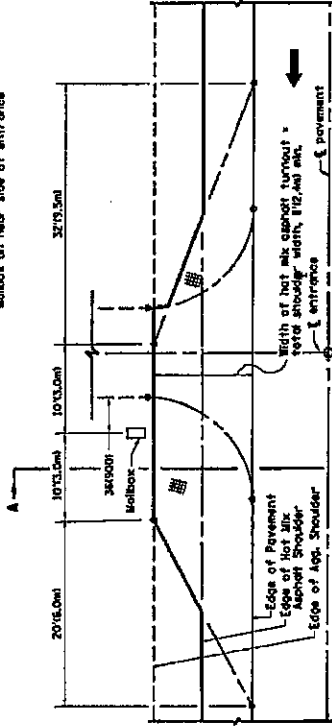 Mailbox on near side of entrance
32'(9.5m)
10'(3.0m)
10'(3.0m)
20'(6.0m)
36(900)
Mailbox
A
Width of hot mix asphalt turnout =
total shoulder width, 8'(2.4m) min.
℄ entrance
℄ pavement
Edge of Pavement
Edge of Hot Mix
Asphalt Shoulder
Edge of Agg. Shoulder